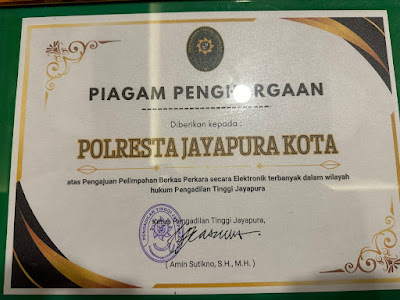 PIAGAM PENGHARGAAN
Diberikan kepada :
POLRESTA JAYAPURA KOTA
atas Pengajuan Pelimpahan Berkas Perkara secara Elektronik terbanyak dalam wilayah
hukum Pangadilan Tinggi Jayapura
Ketua Pengadilan Tinggi Jayapura,
( Amin Sutikno, S.H., M.H. )